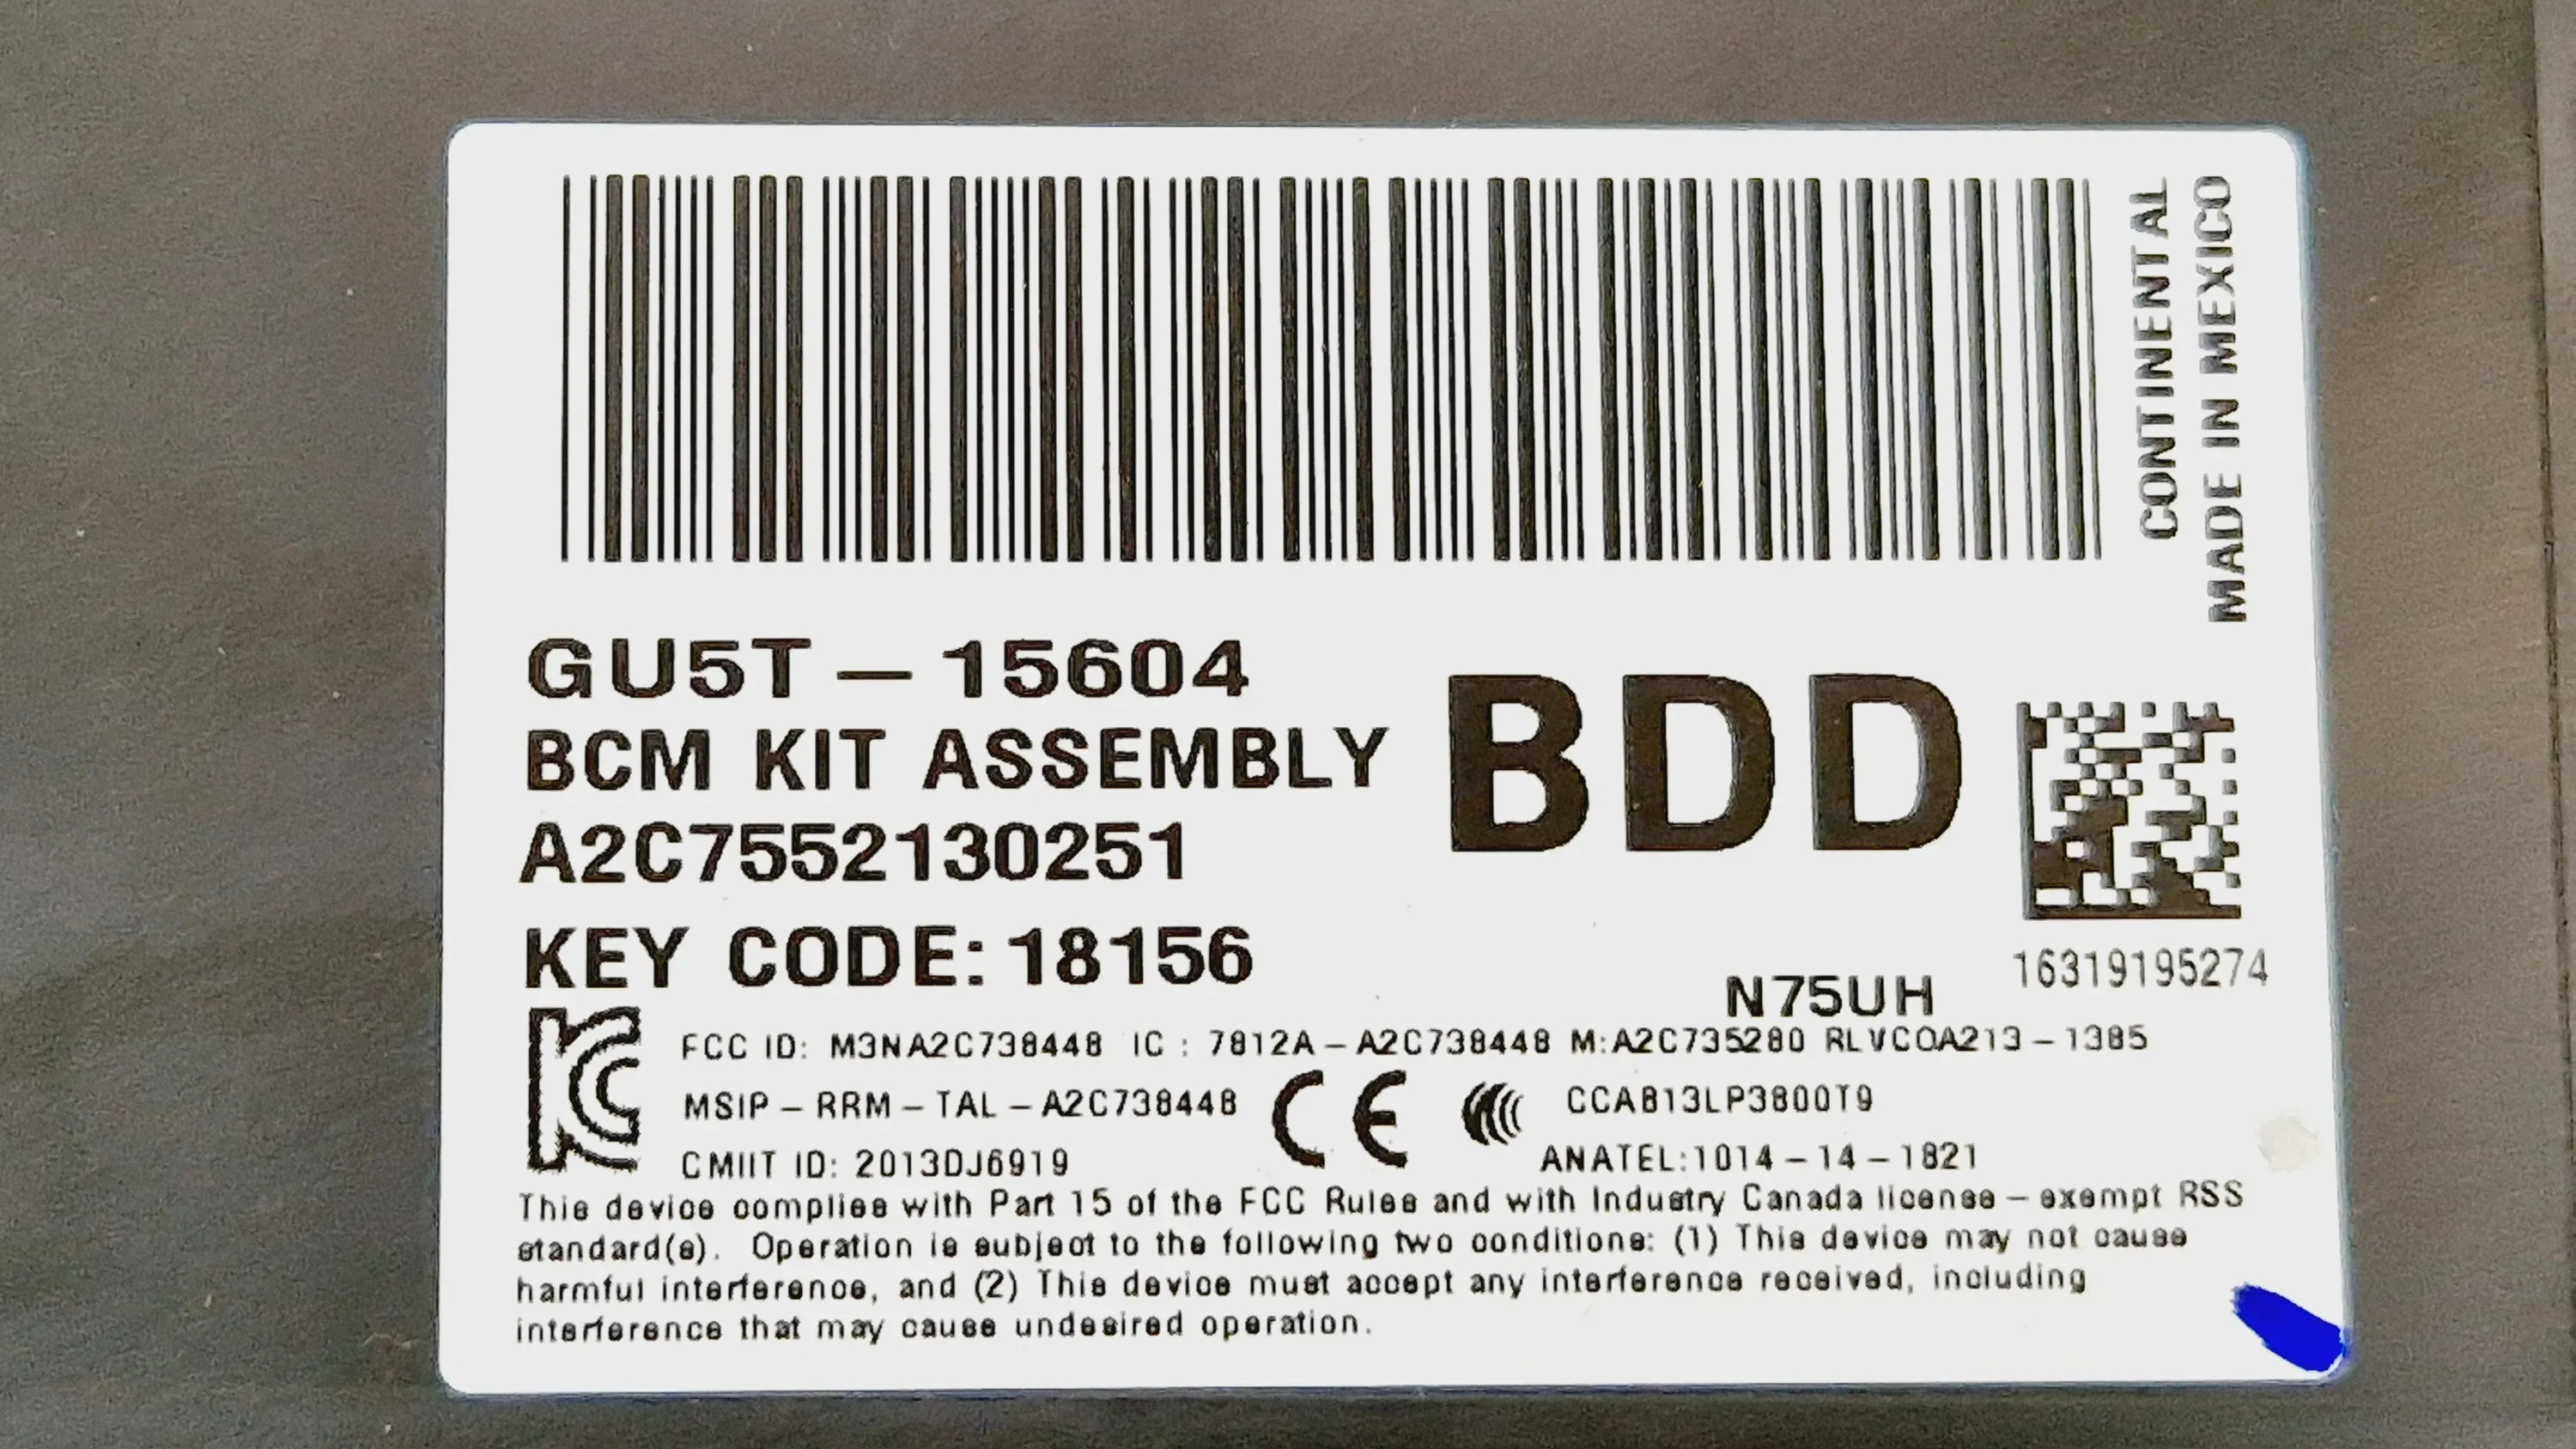 CONTINENTAL
MADE IN MEXICO
GU5T-15604
BCM KIT ASSEMBLY
A2C7552130251
BDD
KEY CODE: 18156
16319195274
N75UH
FCC ID: M3NA2C738448 IC : 7812A-A2C738448 M:A2C735280 RLVCOA213-1385
MSIP-RRM-TAL-A2C738448
CE
CCAB13LP3800T9
CMIIT ID: 2013DJ6919
ANATEL:1014-14-1821
This device complies with Part 15 of the FCC Rules and with Industry Canada license-exempt RSS
standard(s). Operation is subject to the following two conditions: (1) This device may not cause
harmful interference, and (2) This device must accept any interference received, including
interference that may cause undesired operation.